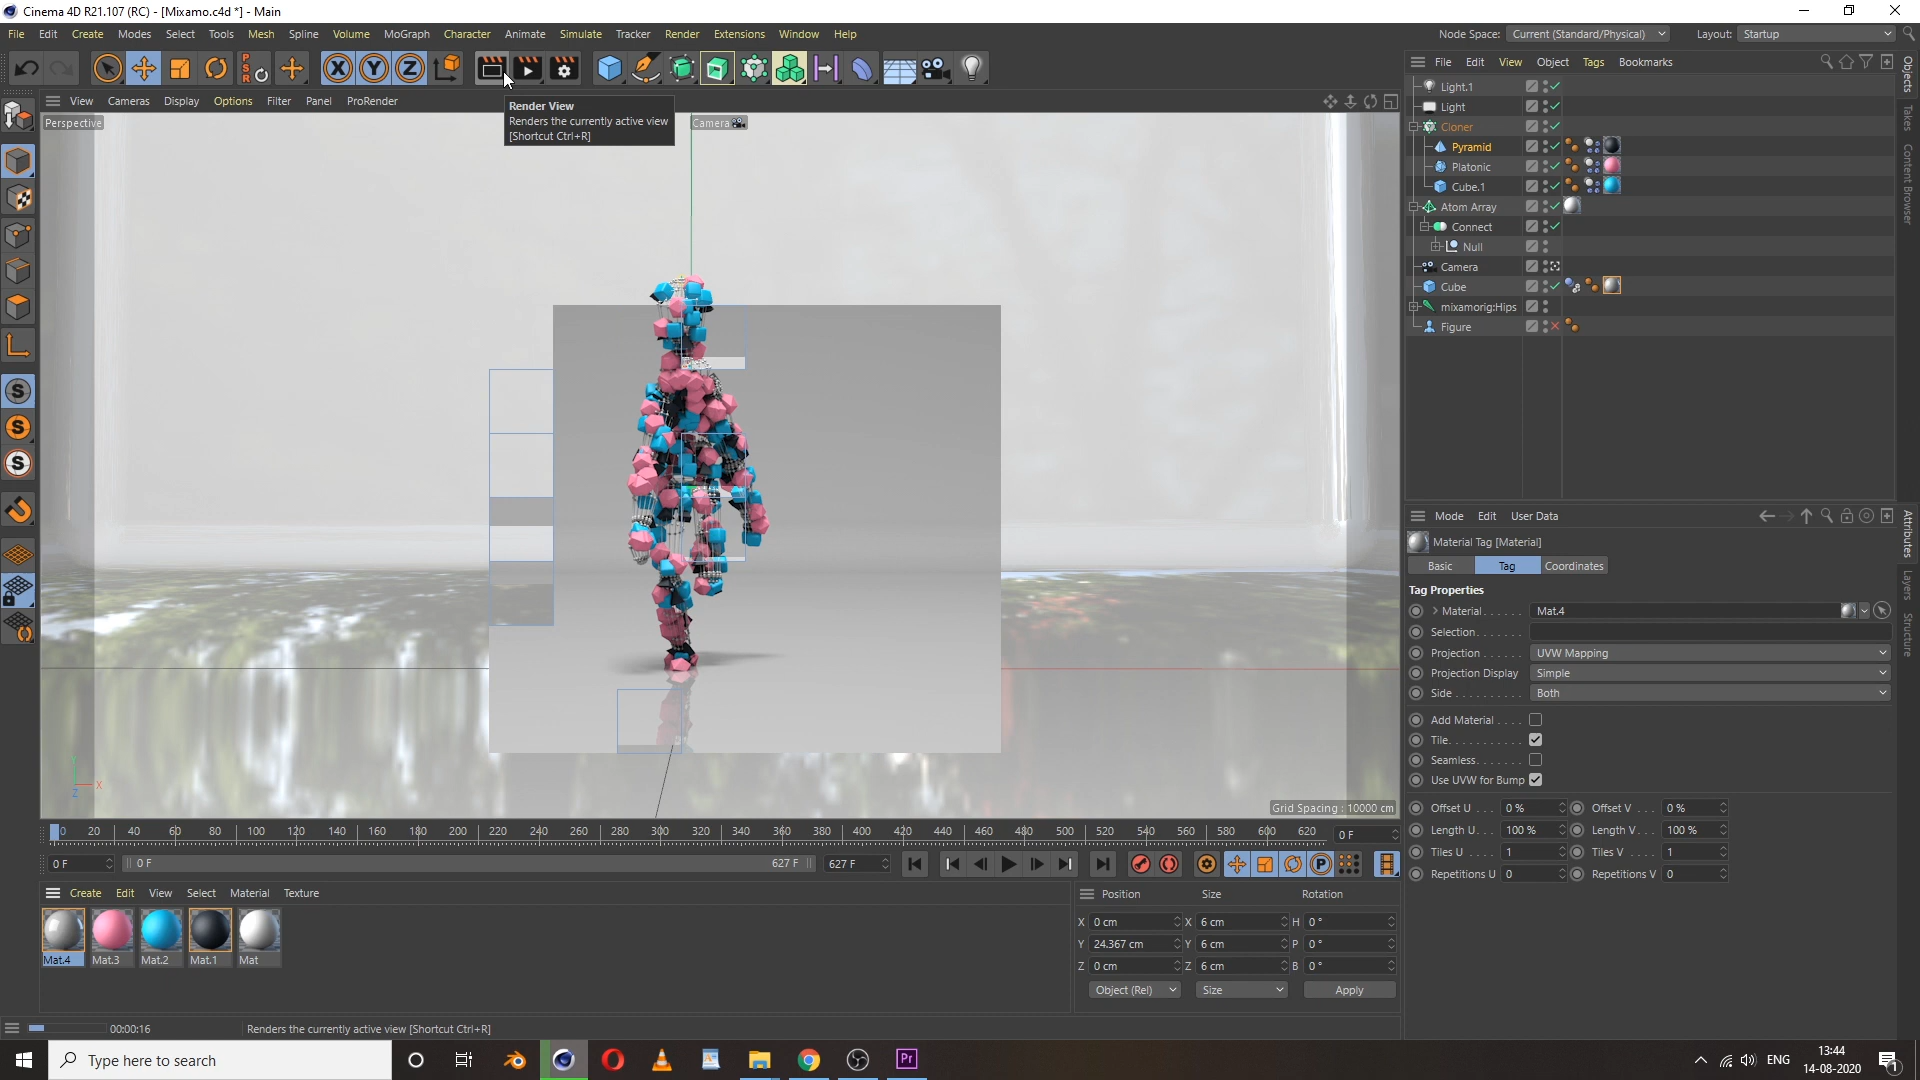 Cinema 4D R21.107 (RC) - [Mixamo.c4d *] - Main
File Edit Create Modes Select Tools Mesh Spline Volume MoGraph Character Animate Simulate Tracker Render Extensions Window Help
Node Space: Current (Standard/Physical) Layout: Startup
File Edit View Object Tags Bookmarks
View Cameras Display Options Filter Panel ProRender
Render View
Renders the currently active view
[Shortcut Ctrl+R]
Perspective
Camera
Light.1
Light
Cloner
Pyramid
Platonic
Cube.1
Atom Array
Connect
Null
Camera
Cube
mixamorig:Hips
Figure
Objects
Takes
Content Browser
Mode Edit User Data
Attributes
Layers
Structure
Material Tag [Material]
Basic Tag Coordinates
Tag Properties
Material . . . . . . Mat.4
Selection. . . . . . .
Projection . . . . . . UVW Mapping
Projection Display Simple
Side . . . . . . . . . . Both
Add Material . . . .
Tile. . . . . . . . . . .
Seamless. . . . . . .
Use UVW for Bump
Offset U . . . 0 % Offset V . . . 0 %
Length U. . . 100 % Length V. . . 100 %
Tiles U . . . . 1 Tiles V . . . . 1
Repetitions U 0 Repetitions V 0
Grid Spacing : 10000 cm
0 20 40 60 80 100 120 140 160 180 200 220 240 260 280 300 320 340 360 380 400 420 440 460 480 500 520 540 560 580 600 620 0 F
0 F 0 F 627 F 627 F
Create Edit View Select Material Texture
Mat.4 Mat.3 Mat.2 Mat.1 Mat
Position Size Rotation
X 0 cm X 6 cm H 0 °
Y 24.367 cm Y 6 cm P 0 °
Z 0 cm Z 6 cm B 0 °
Object (Rel) Size Apply
00:00:16 Renders the currently active view [Shortcut Ctrl+R]
Type here to search
ENG
13:44
14-08-2020